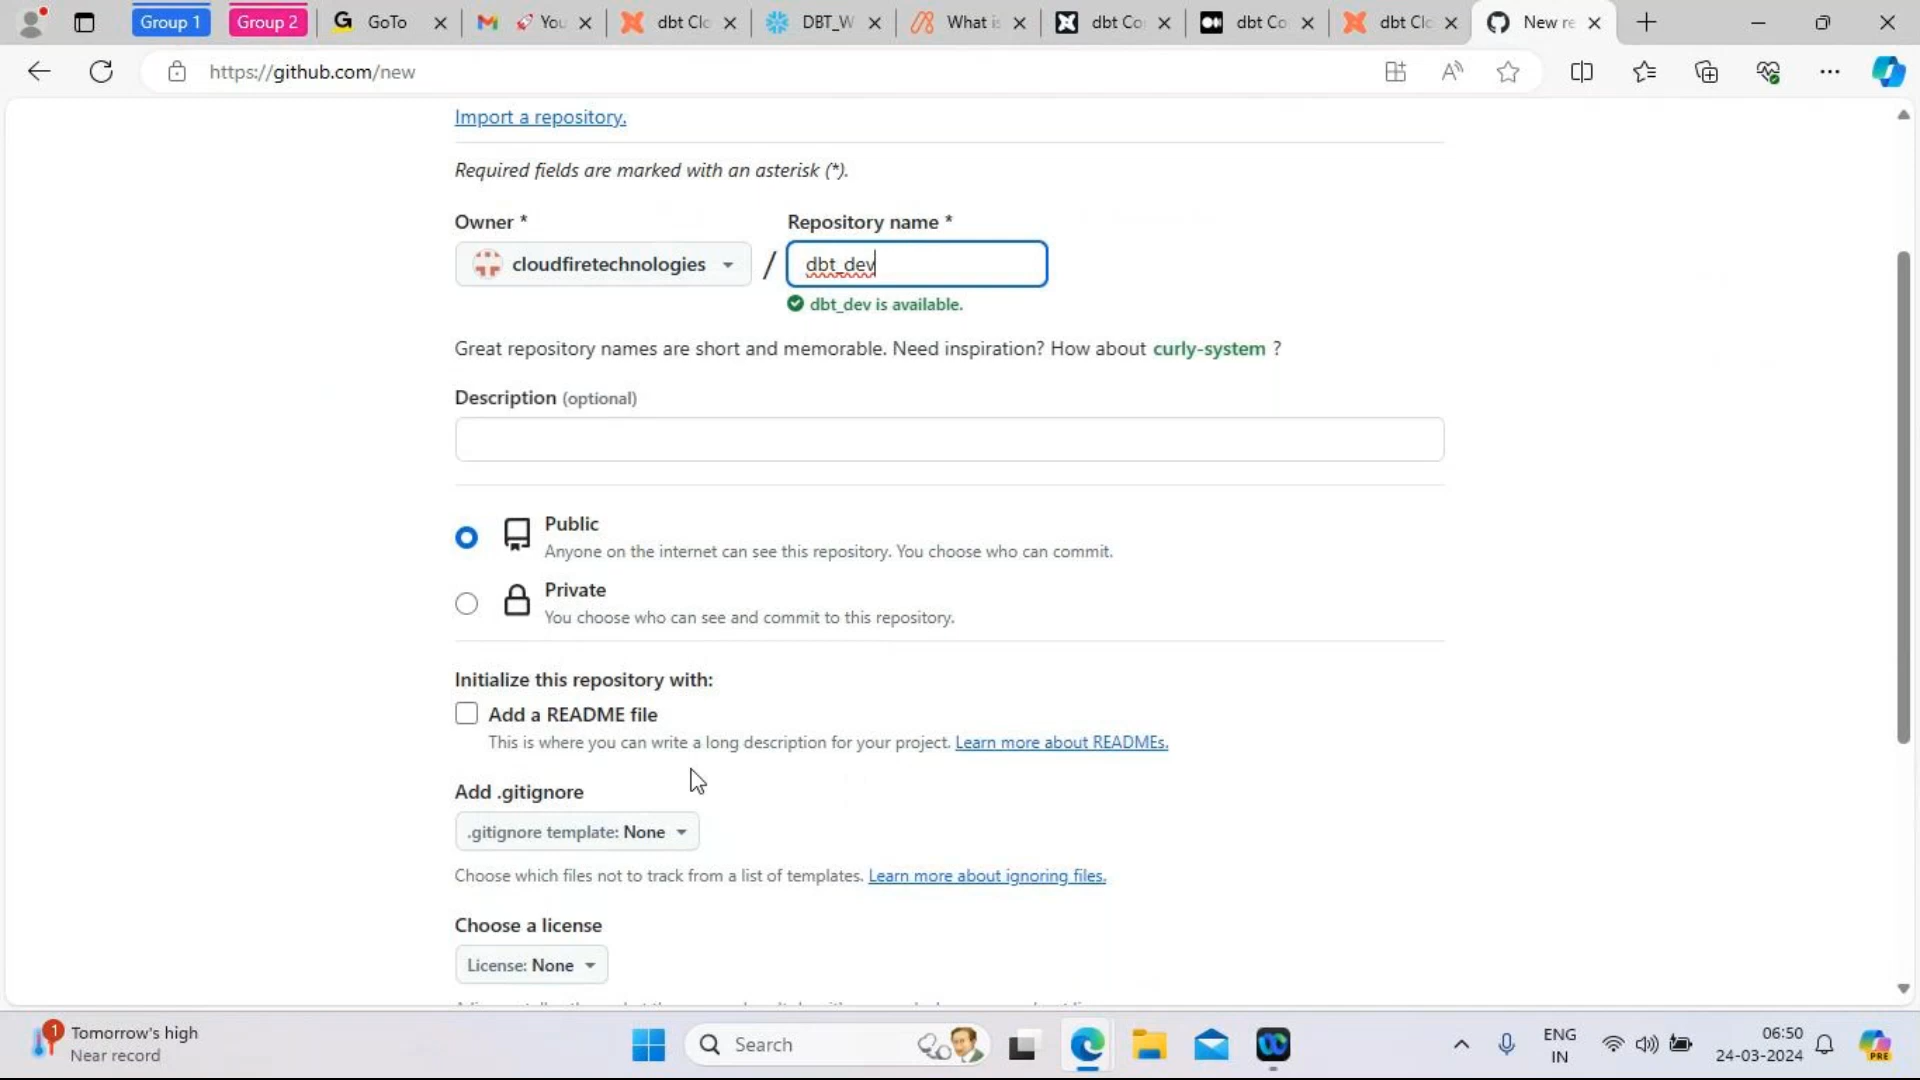 Group 1
Group 2
GoTo
You
dbt Clo
DBT_W
What is
dbt Co
dbt Co
dbt Clo
New re
https://github.com/new
Import a repository.
Required fields are marked with an asterisk (*).
Owner *
Repository name *
cloudfiretechnologies
/
dbt_dev
dbt_dev is available.
Great repository names are short and memorable. Need inspiration? How about curly-system ?
Description (optional)
Public
Anyone on the internet can see this repository. You choose who can commit.
Private
You choose who can see and commit to this repository.
Initialize this repository with:
Add a README file
This is where you can write a long description for your project. Learn more about READMEs.
Add .gitignore
.gitignore template: None
Choose which files not to track from a list of templates. Learn more about ignoring files.
Choose a license
License: None
1
Tomorrow's high
Near record
Search
ENG
IN
06:50
24-03-2024
PRE